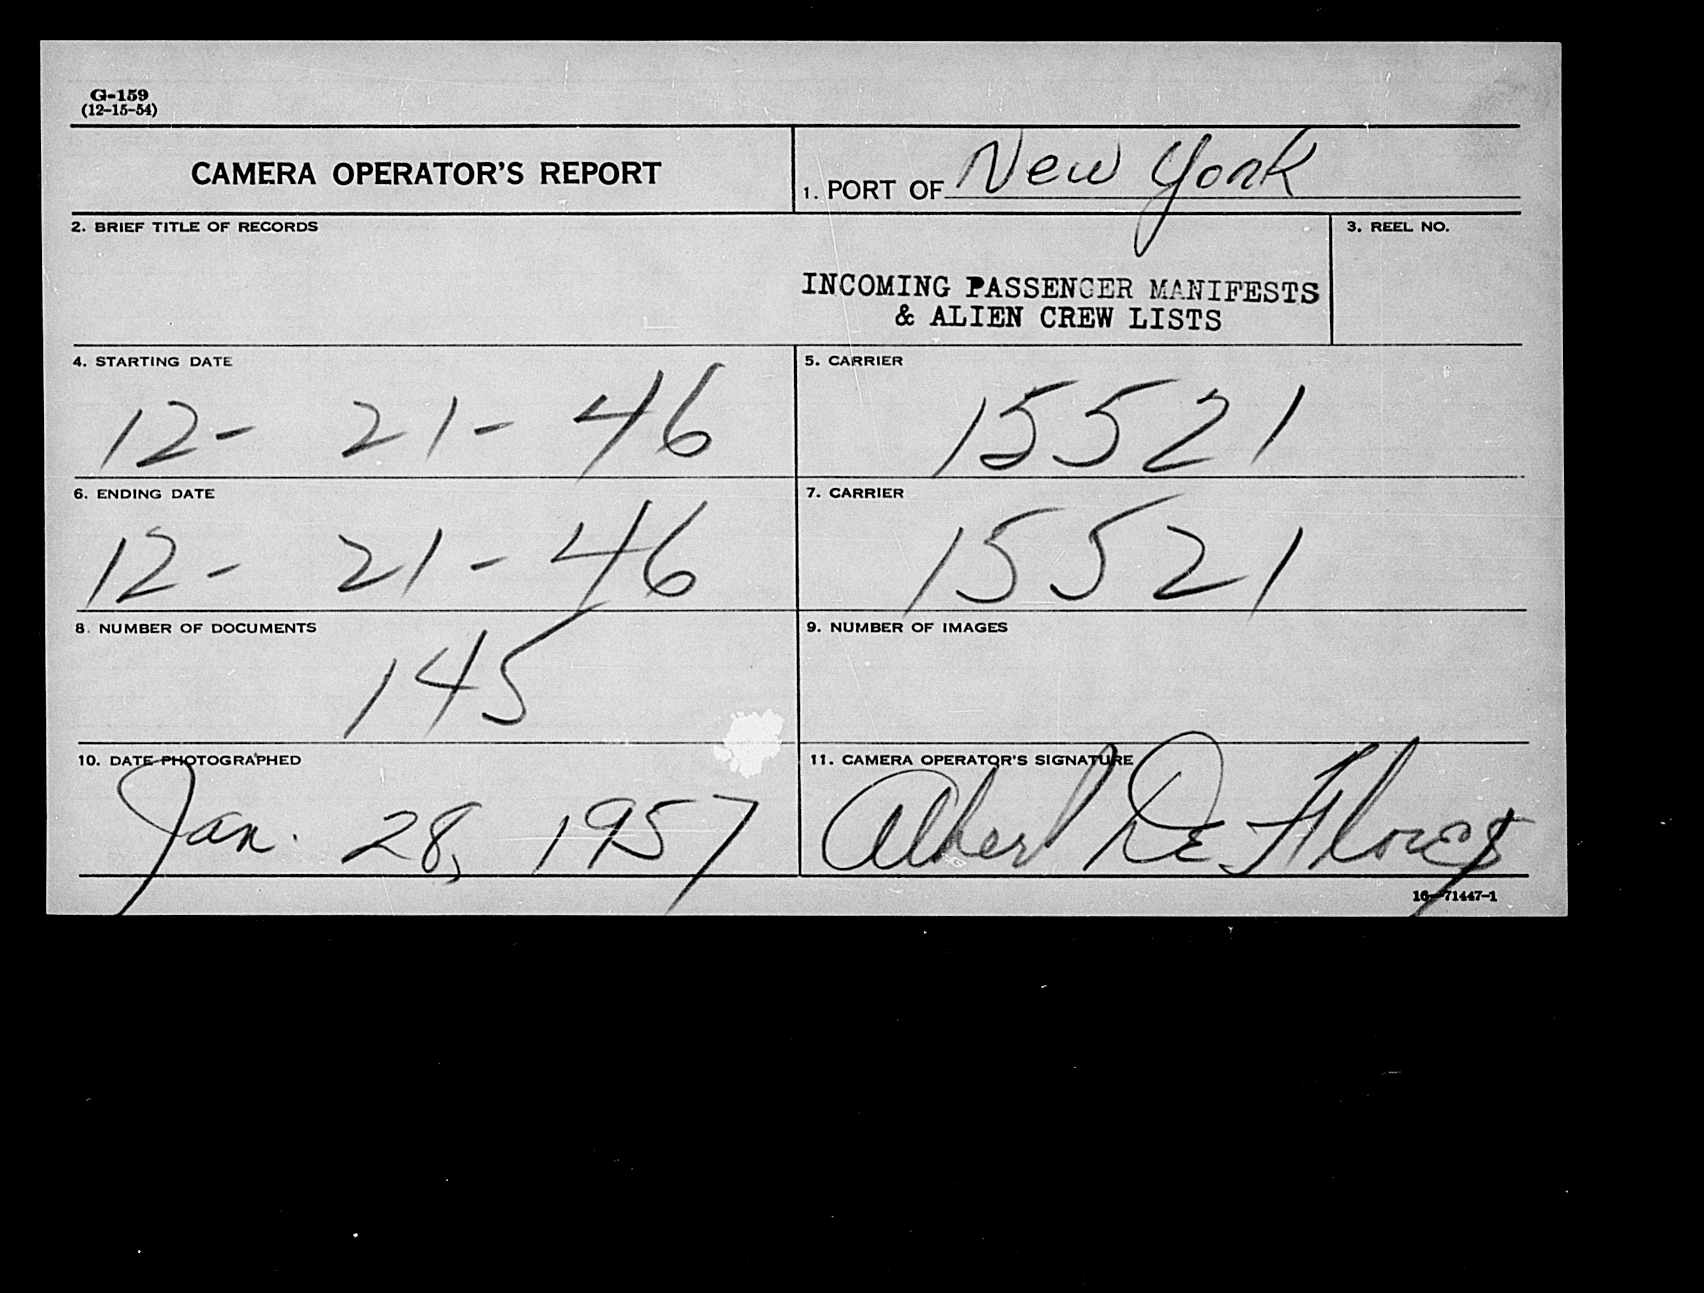 G-159
(12-15-54)
CAMERA OPERATOR'S REPORT
1. PORT OF New York
2. BRIEF TITLE OF RECORDS
3. REEL NO.
INCOMING PASSENGER MANIFESTS
& ALIEN CREW LISTS
4. STARTING DATE
5. CARRIER
12- 21- 46
15521
6. ENDING DATE
7. CARRIER
12- 21- 46
15521
8. NUMBER OF DOCUMENTS
9. NUMBER OF IMAGES
145
10. DATE PHOTOGRAPHED
11. CAMERA OPERATOR'S SIGNATURE
Jan. 28, 1957
Albert De Flores
16—71447-1